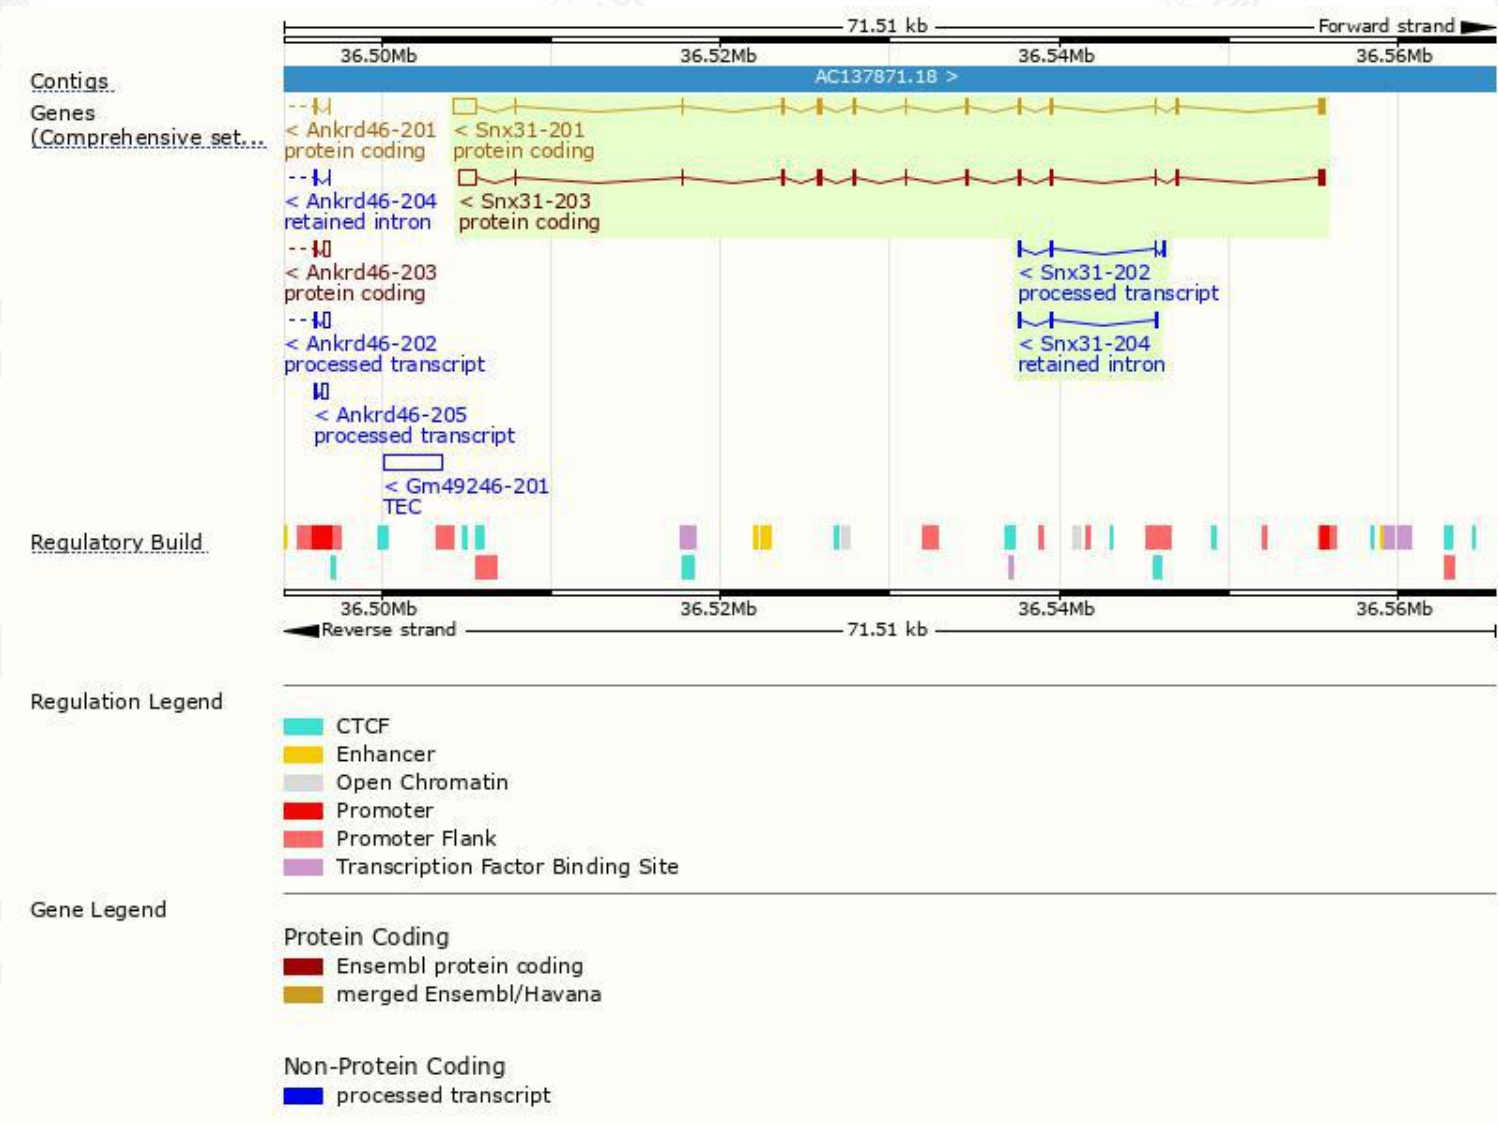 71.51 kb Forward strand
36.50Mb 36.52Mb 36.54Mb 36.56Mb
Contigs AC137871.18 >
Genes
(Comprehensive set...
< Ankrd46-201 < Snx31-201
protein coding protein coding
< Ankrd46-204 < Snx31-203
retained intron protein coding
< Ankrd46-203 < Snx31-202
protein coding processed transcript
< Ankrd46-202 < Snx31-204
processed transcript retained intron
< Ankrd46-205
processed transcript
< Gm49246-201
TEC
Regulatory Build
36.50Mb 36.52Mb 36.54Mb 36.56Mb
Reverse strand 71.51 kb
Regulation Legend
CTCF
Enhancer
Open Chromatin
Promoter
Promoter Flank
Transcription Factor Binding Site
Gene Legend
Protein Coding
Ensembl protein coding
merged Ensembl/Havana
Non-Protein Coding
processed transcript